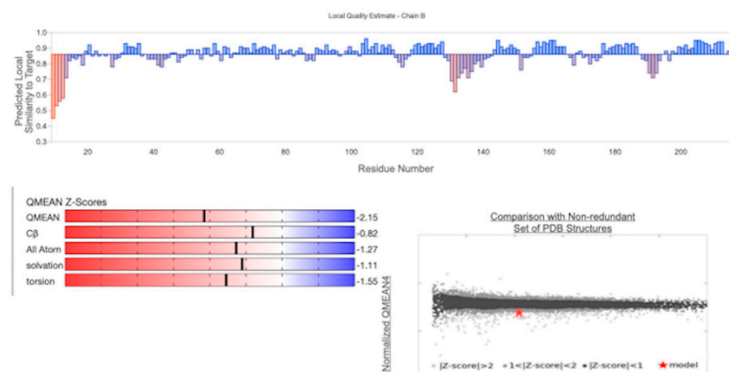 Local Quality Estimate - Chain B
Predicted Local
Similarity to Target
1.0
0.9
0.8
0.7
0.6
0.5
0.4
0.3
20 40 60 80 100 120 140 160 180 200
Residue Number
QMEAN Z-Scores
QMEAN -2.15
Cβ -0.82
All Atom -1.27
solvation -1.11
torsion -1.55
Comparison with Non-redundant
Set of PDB Structures
Normalized QMEAN4
|Z-score|>2 1<|Z-score|<2 |Z-score|<1 model